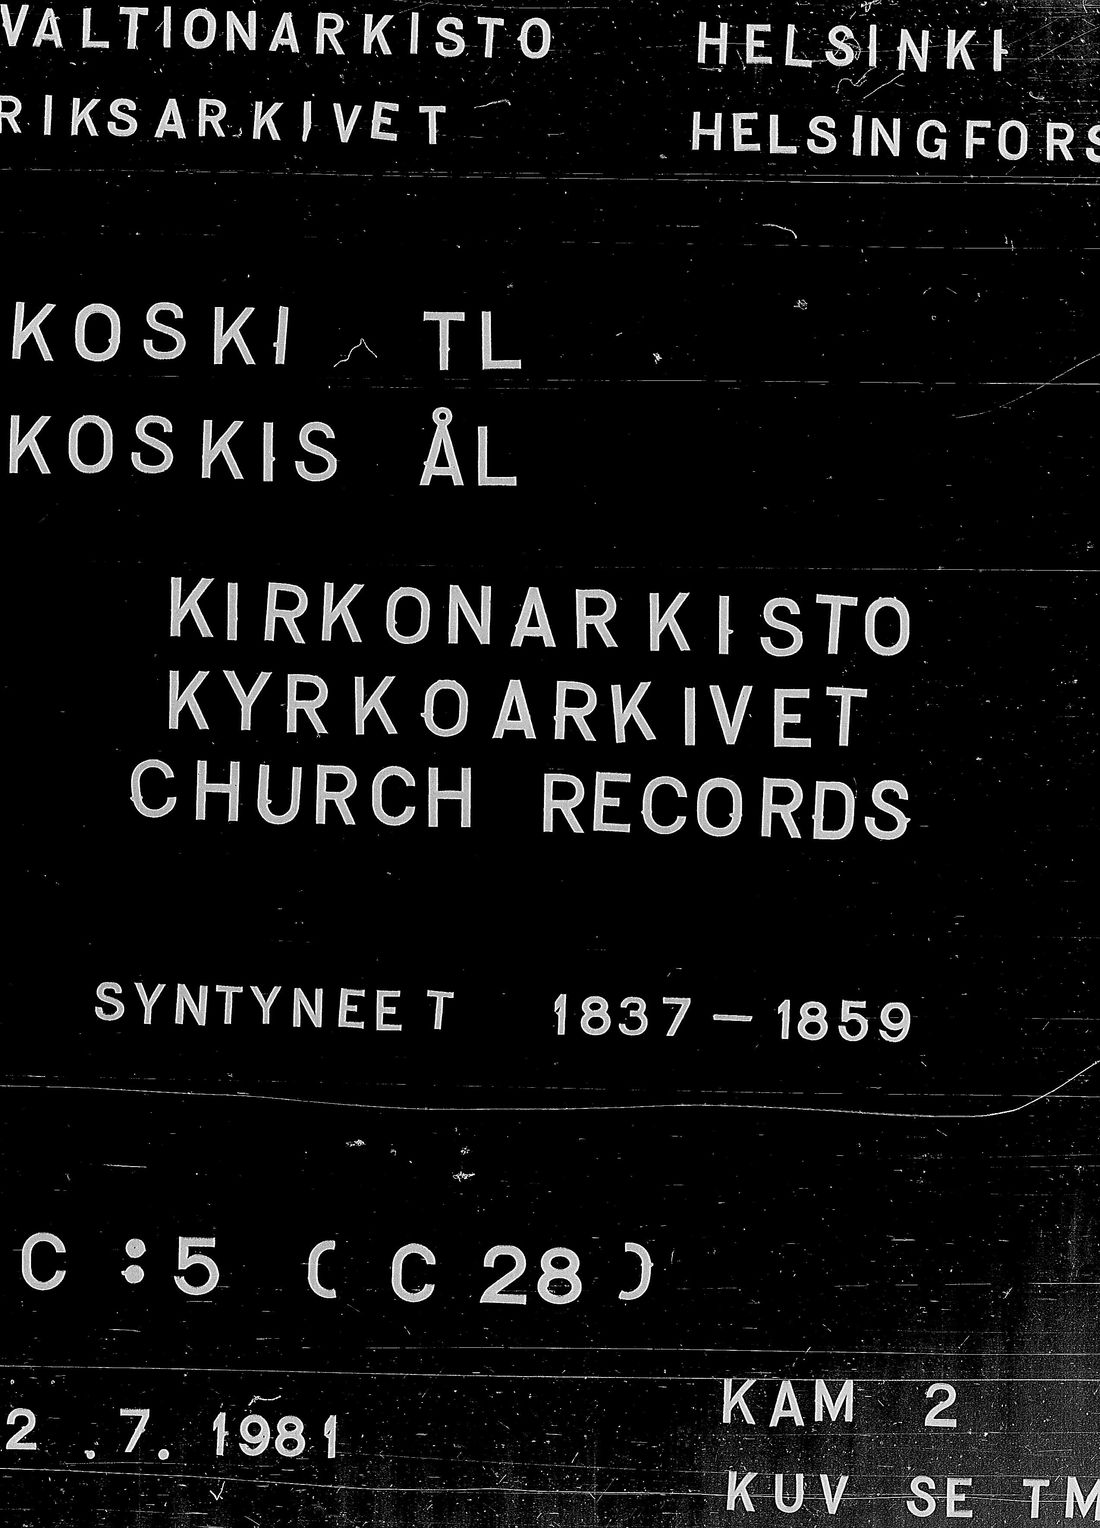 VALTIONARKISTO HELSINKI
RIKSARKIVET HELSINGFORS
KOSKI TL
KOSKIS ÅL
KIRKONARKISTO
KYRKOARKIVET
CHURCH RECORDS
SYNTYNEET 1837 — 1859
C :5 ( C 28 )
2 .7. 1981
KAM 2
KUV SE TM